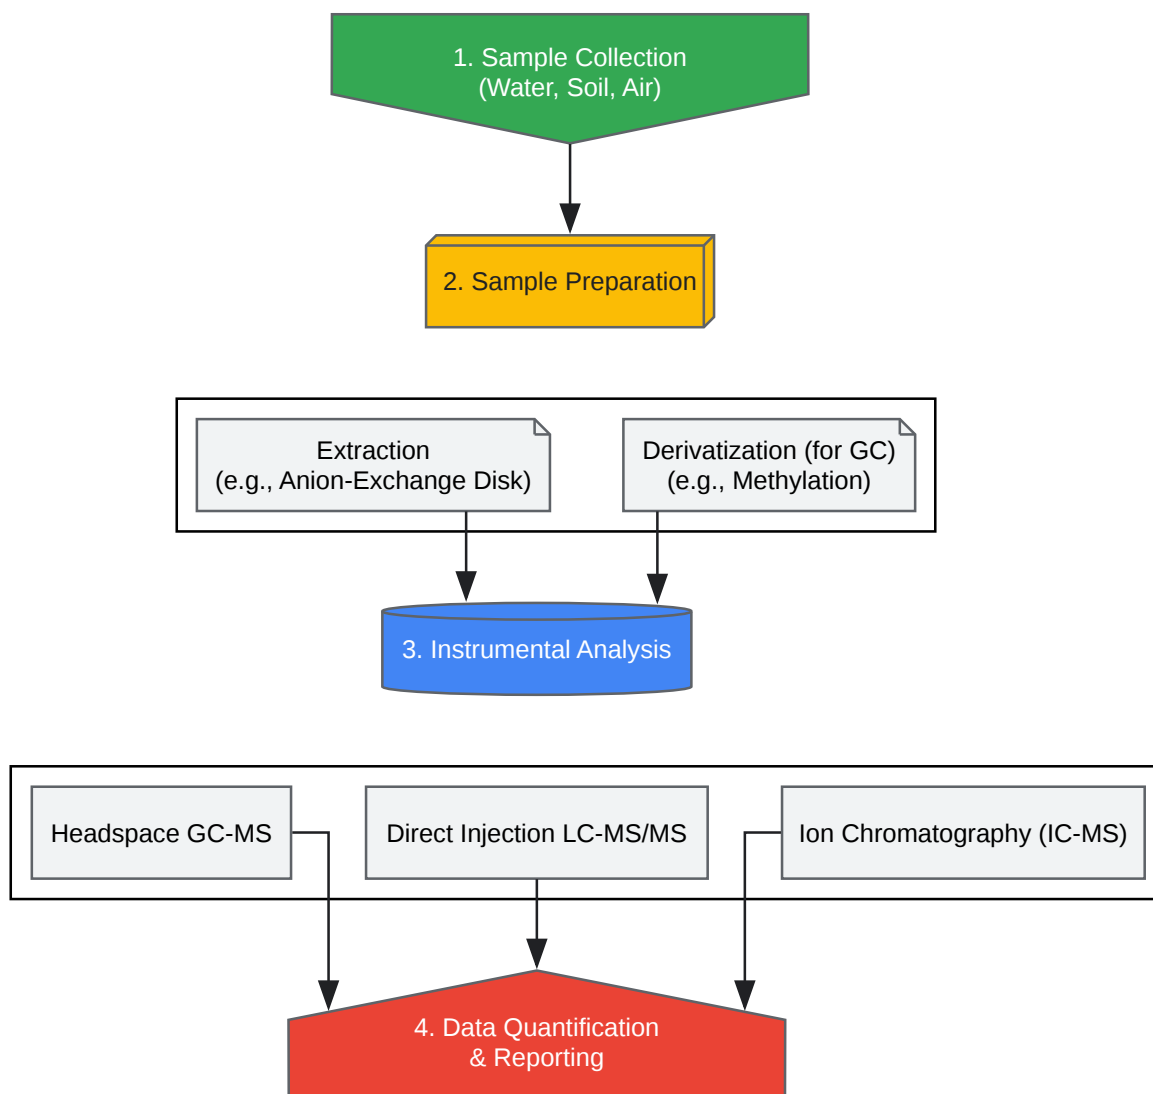 1. Sample Collection
(Water, Soil, Air)
2. Sample Preparation
Extraction
(e.g., Anion-Exchange Disk)
Derivatization (for GC)
(e.g., Methylation)
3. Instrumental Analysis
Headspace GC-MS
Direct Injection LC-MS/MS
Ion Chromatography (IC-MS)
4. Data Quantification
& Reporting